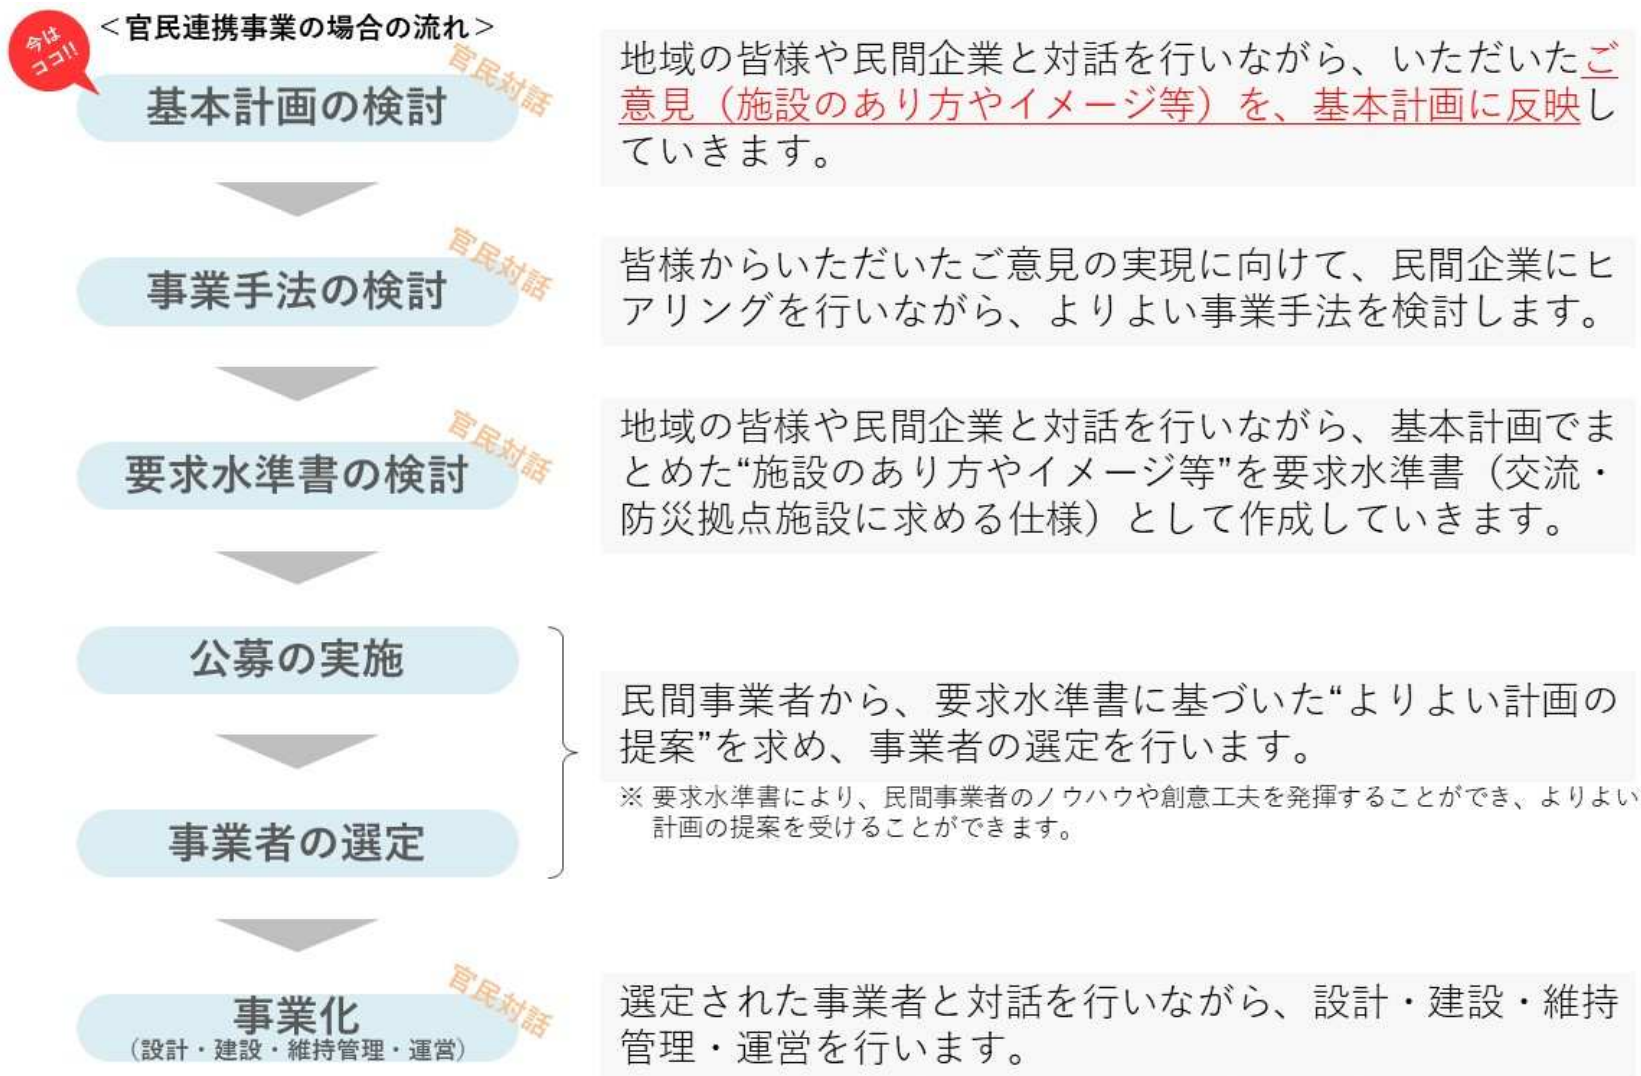 今は
ココ!!
＜官民連携事業の場合の流れ＞
官民対話
基本計画の検討
地域の皆様や民間企業と対話を行いながら、いただいたご
意見（施設のあり方やイメージ等）を、基本計画に反映し
ていきます。
官民対話
事業手法の検討
皆様からいただいたご意見の実現に向けて、民間企業にヒ
アリングを行いながら、よりよい事業手法を検討します。
官民対話
要求水準書の検討
地域の皆様や民間企業と対話を行いながら、基本計画でま
とめた“施設のあり方やイメージ等”を要求水準書（交流・
防災拠点施設に求める仕様）として作成していきます。
公募の実施
事業者の選定
民間事業者から、要求水準書に基づいた“よりよい計画の
提案”を求め、事業者の選定を行います。
※ 要求水準書により、民間事業者のノウハウや創意工夫を発揮することができ、よりよい
計画の提案を受けることができます。
官民対話
事業化
（設計・建設・維持管理・運営）
選定された事業者と対話を行いながら、設計・建設・維持
管理・運営を行います。